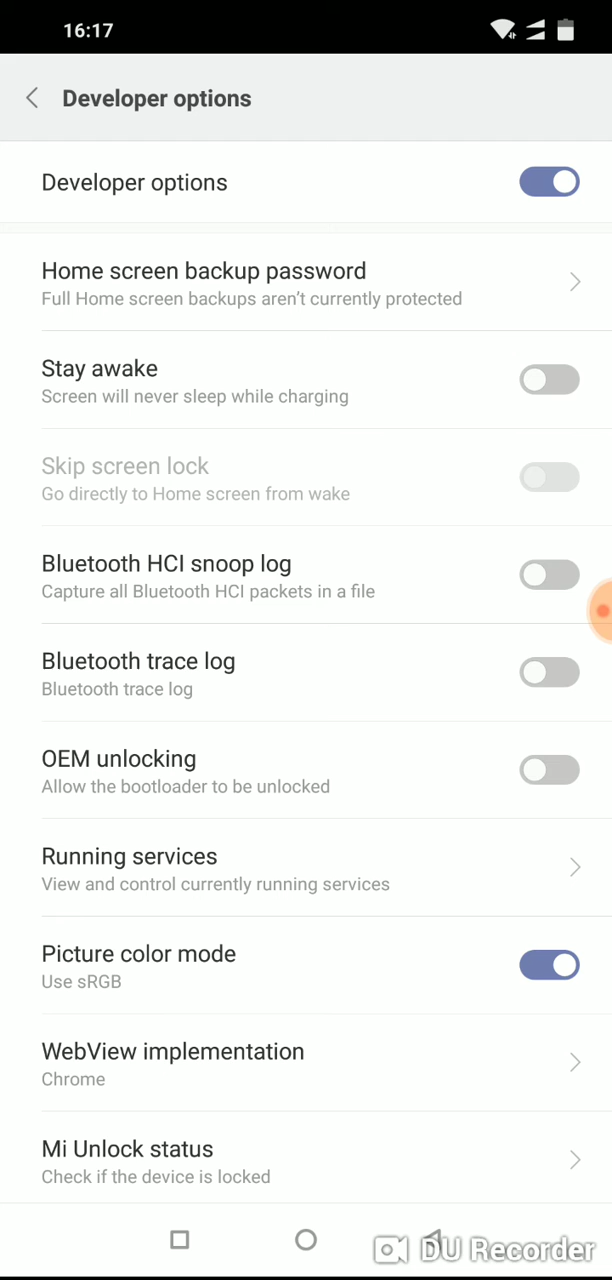 16:17
Developer options
Developer options
Home screen backup password
Full Home screen backups aren't currently protected
Stay awake
Screen will never sleep while charging
Skip screen lock
Go directly to Home screen from wake
Bluetooth HCI snoop log
Capture all Bluetooth HCI packets in a file
Bluetooth trace log
Bluetooth trace log
OEM unlocking
Allow the bootloader to be unlocked
Running services
View and control currently running services
Picture color mode
Use sRGB
WebView implementation
Chrome
Mi Unlock status
Check if the device is locked
DU Recorder